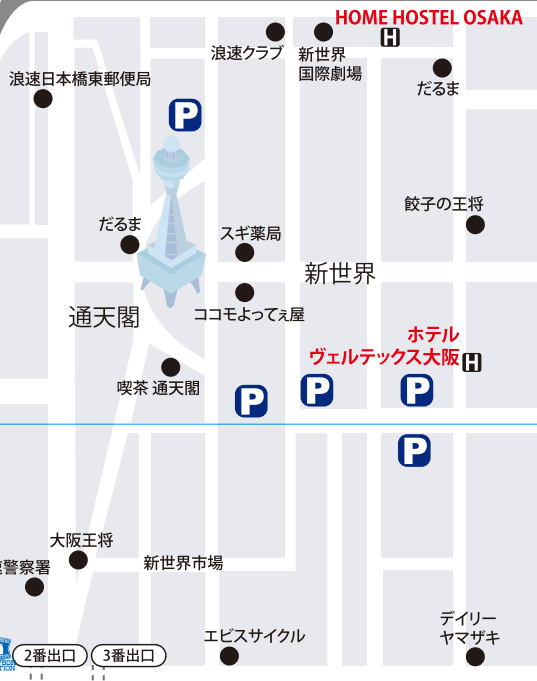 HOME HOSTEL OSAKA
H
浪速クラブ
新世界
国際劇場
浪速日本橋東郵便局
だるま
P
餃子の王将
だるま
スギ薬局
新世界
ココモよってぇ屋
通天閣
ホテル
ヴェルテックス大阪
H
喫茶 通天閣
P
P
P
P
大阪王将
新世界市場
警察署
エビスサイクル
デイリー
ヤマザキ
2番出口
3番出口